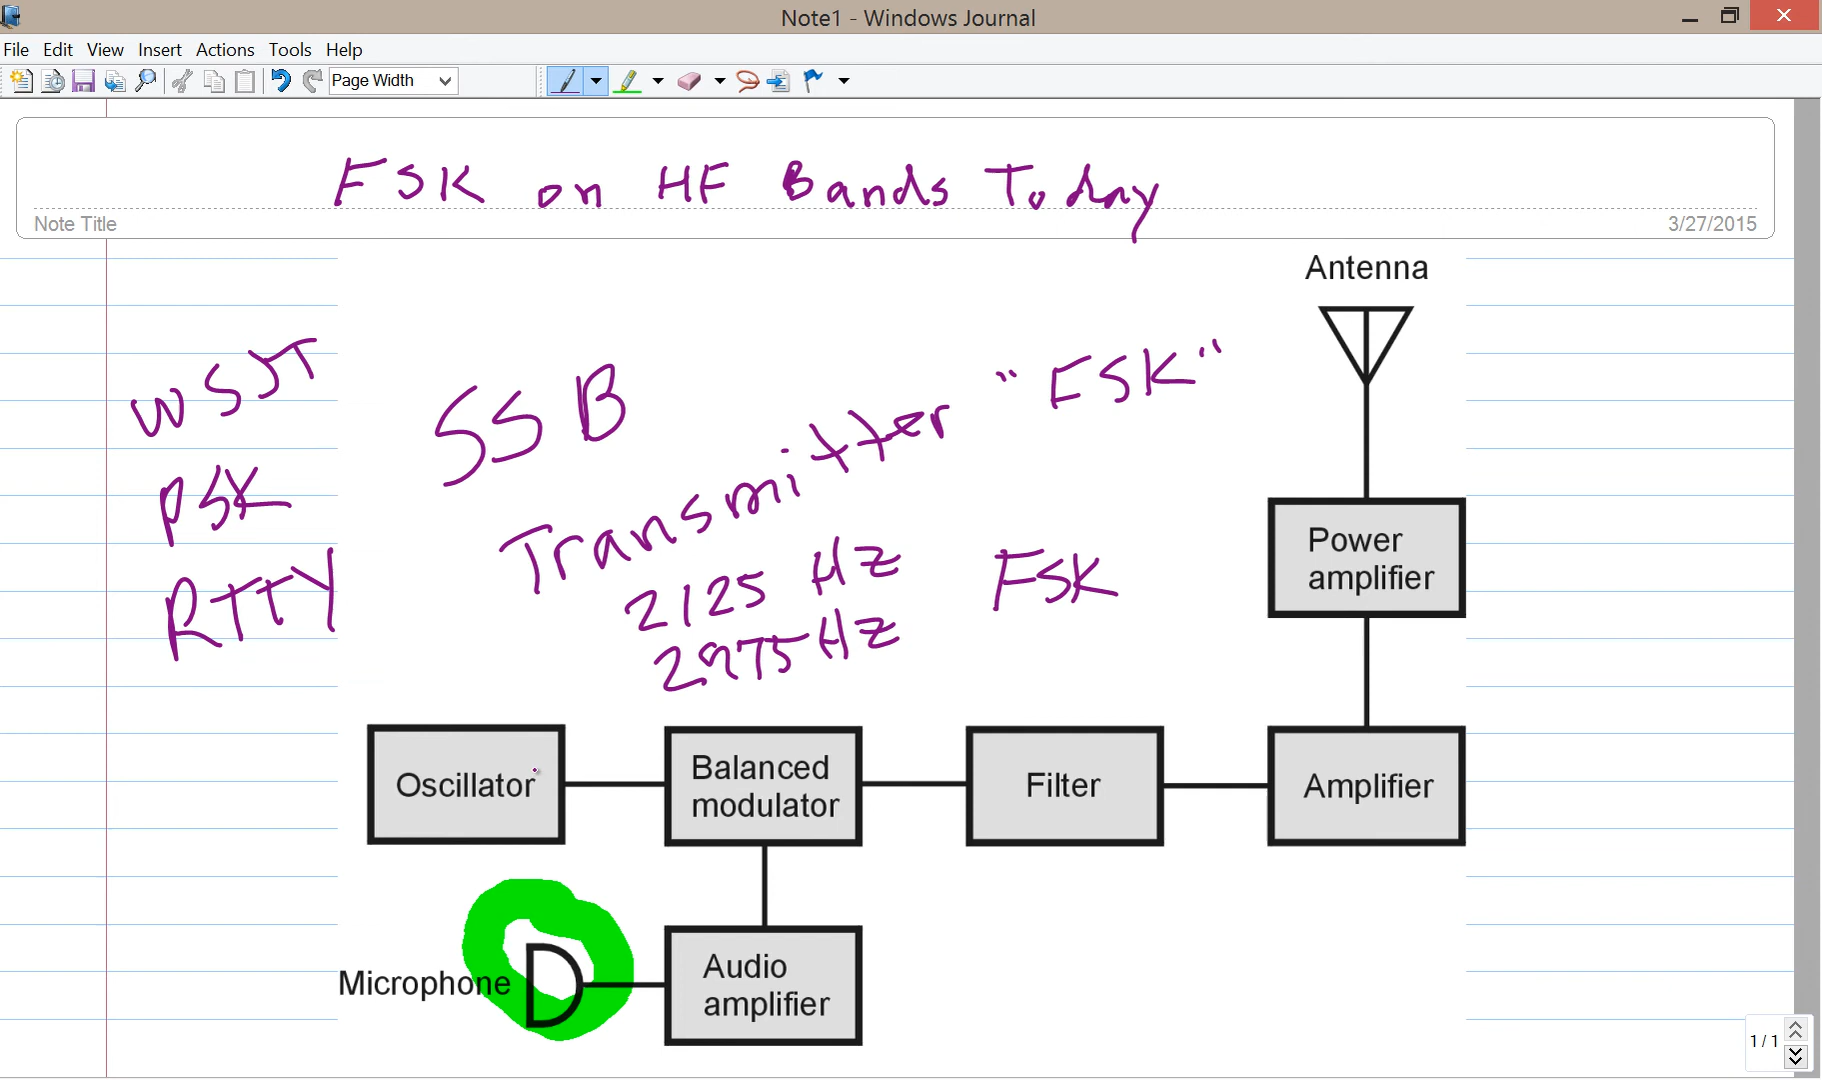 Note1 - Windows Journal
File Edit View Insert Actions Tools Help
Page Width
FSK on HF Bands Today
Note Title
3/27/2015
Antenna
WSJT
PSK
RTTY
SSB
Transmitter "FSK"
2125 Hz
2975 Hz
FSK
Power
amplifier
Oscillator
Balanced
modulator
Filter
Amplifier
Microphone
Audio
amplifier
1 / 1